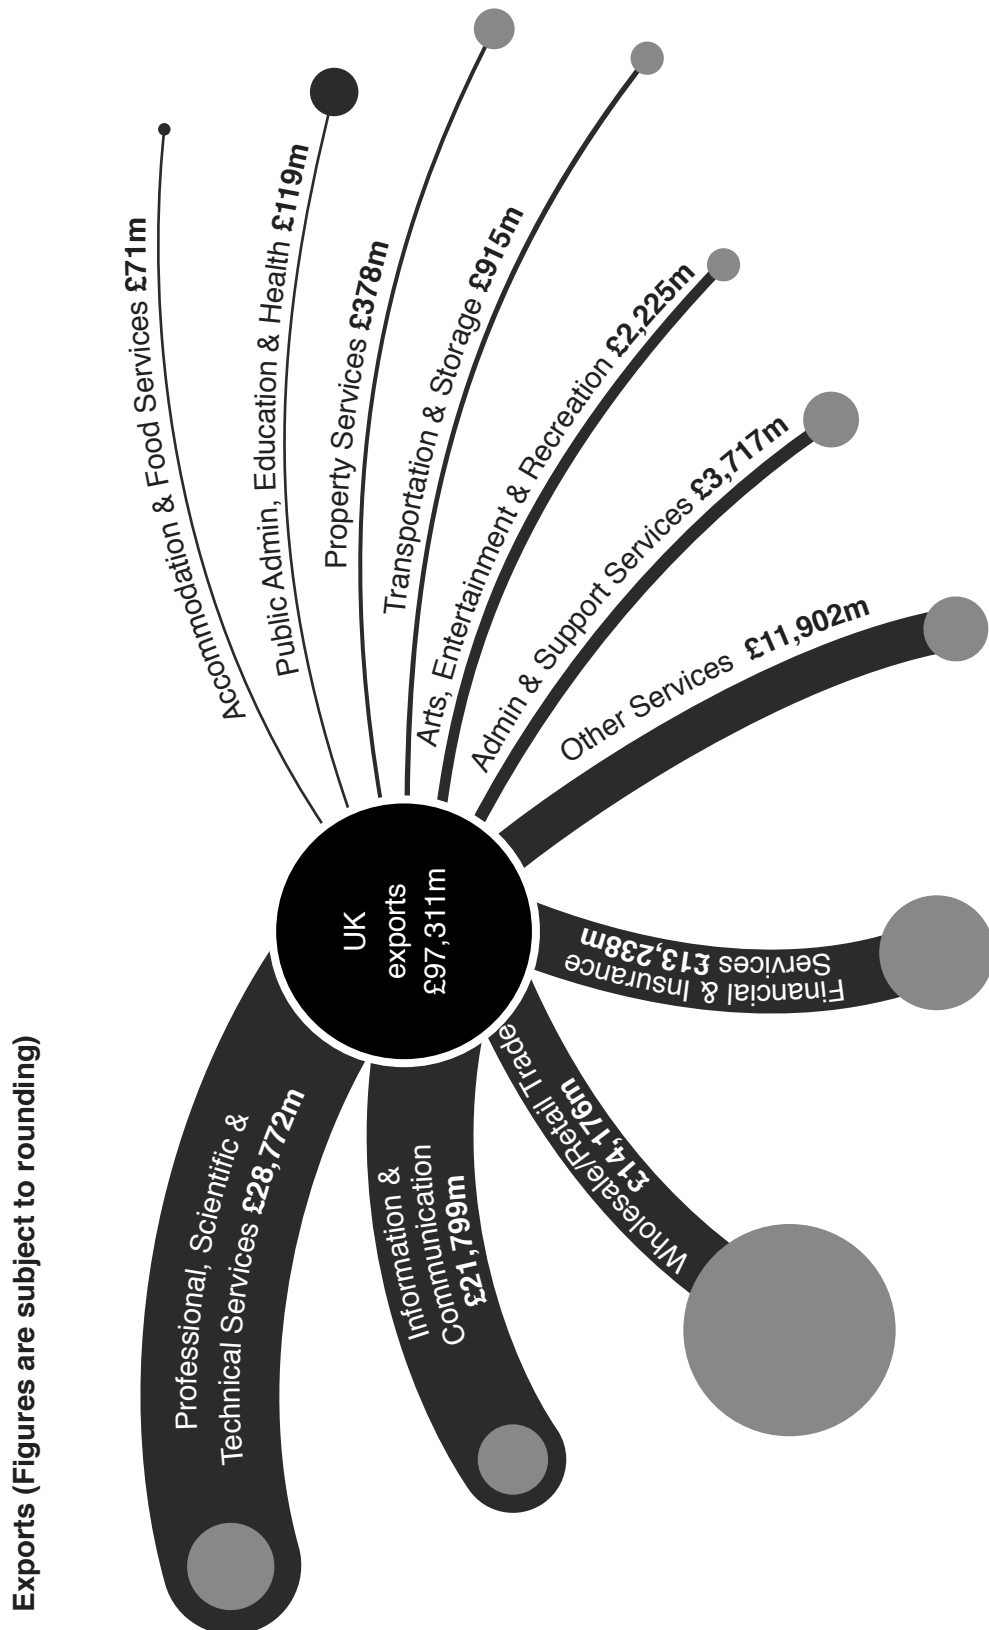 Exports (Figures are subject to rounding)
UK
exports
£97,311m
Accommodation & Food Services £71m
Public Admin, Education & Health £119m
Property Services £378m
Transportation & Storage £915m
Arts, Entertainment & Recreation £2,225m
Admin & Support Services £3,717m
Other Services £11,902m
Financial & Insurance
Services £13,238m
Wholesale/Retail Trade
£14,176m
Information &
Communication
£21,799m
Professional, Scientific &
Technical Services £28,772m